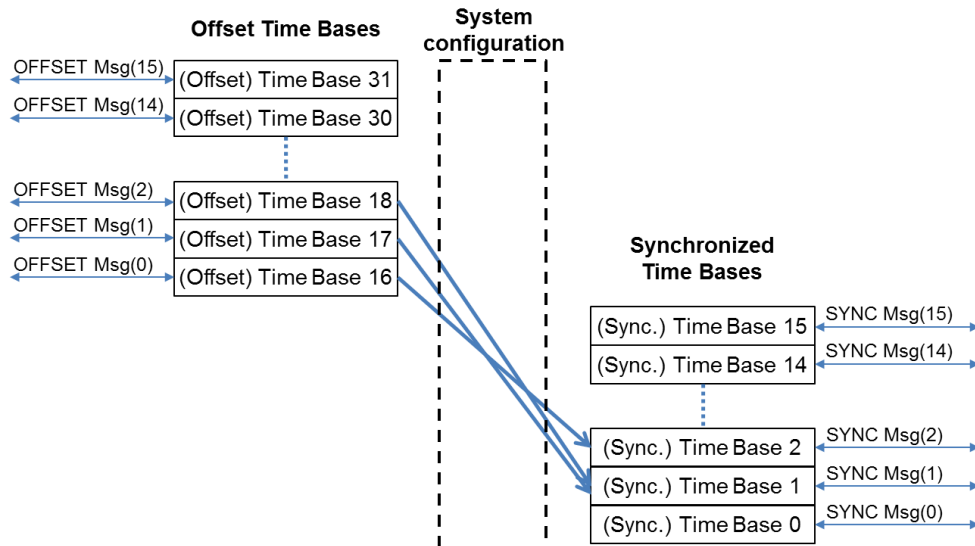 Offset Time Bases
System
configuration
OFFSET Msg(15)
(Offset) Time Base 31
OFFSET Msg(14)
(Offset) Time Base 30
OFFSET Msg(2)
(Offset) Time Base 18
OFFSET Msg(1)
(Offset) Time Base 17
OFFSET Msg(0)
(Offset) Time Base 16
Synchronized
Time Bases
(Sync.) Time Base 15
SYNC Msg(15)
(Sync.) Time Base 14
SYNC Msg(14)
(Sync.) Time Base 2
SYNC Msg(2)
(Sync.) Time Base 1
SYNC Msg(1)
(Sync.) Time Base 0
SYNC Msg(0)